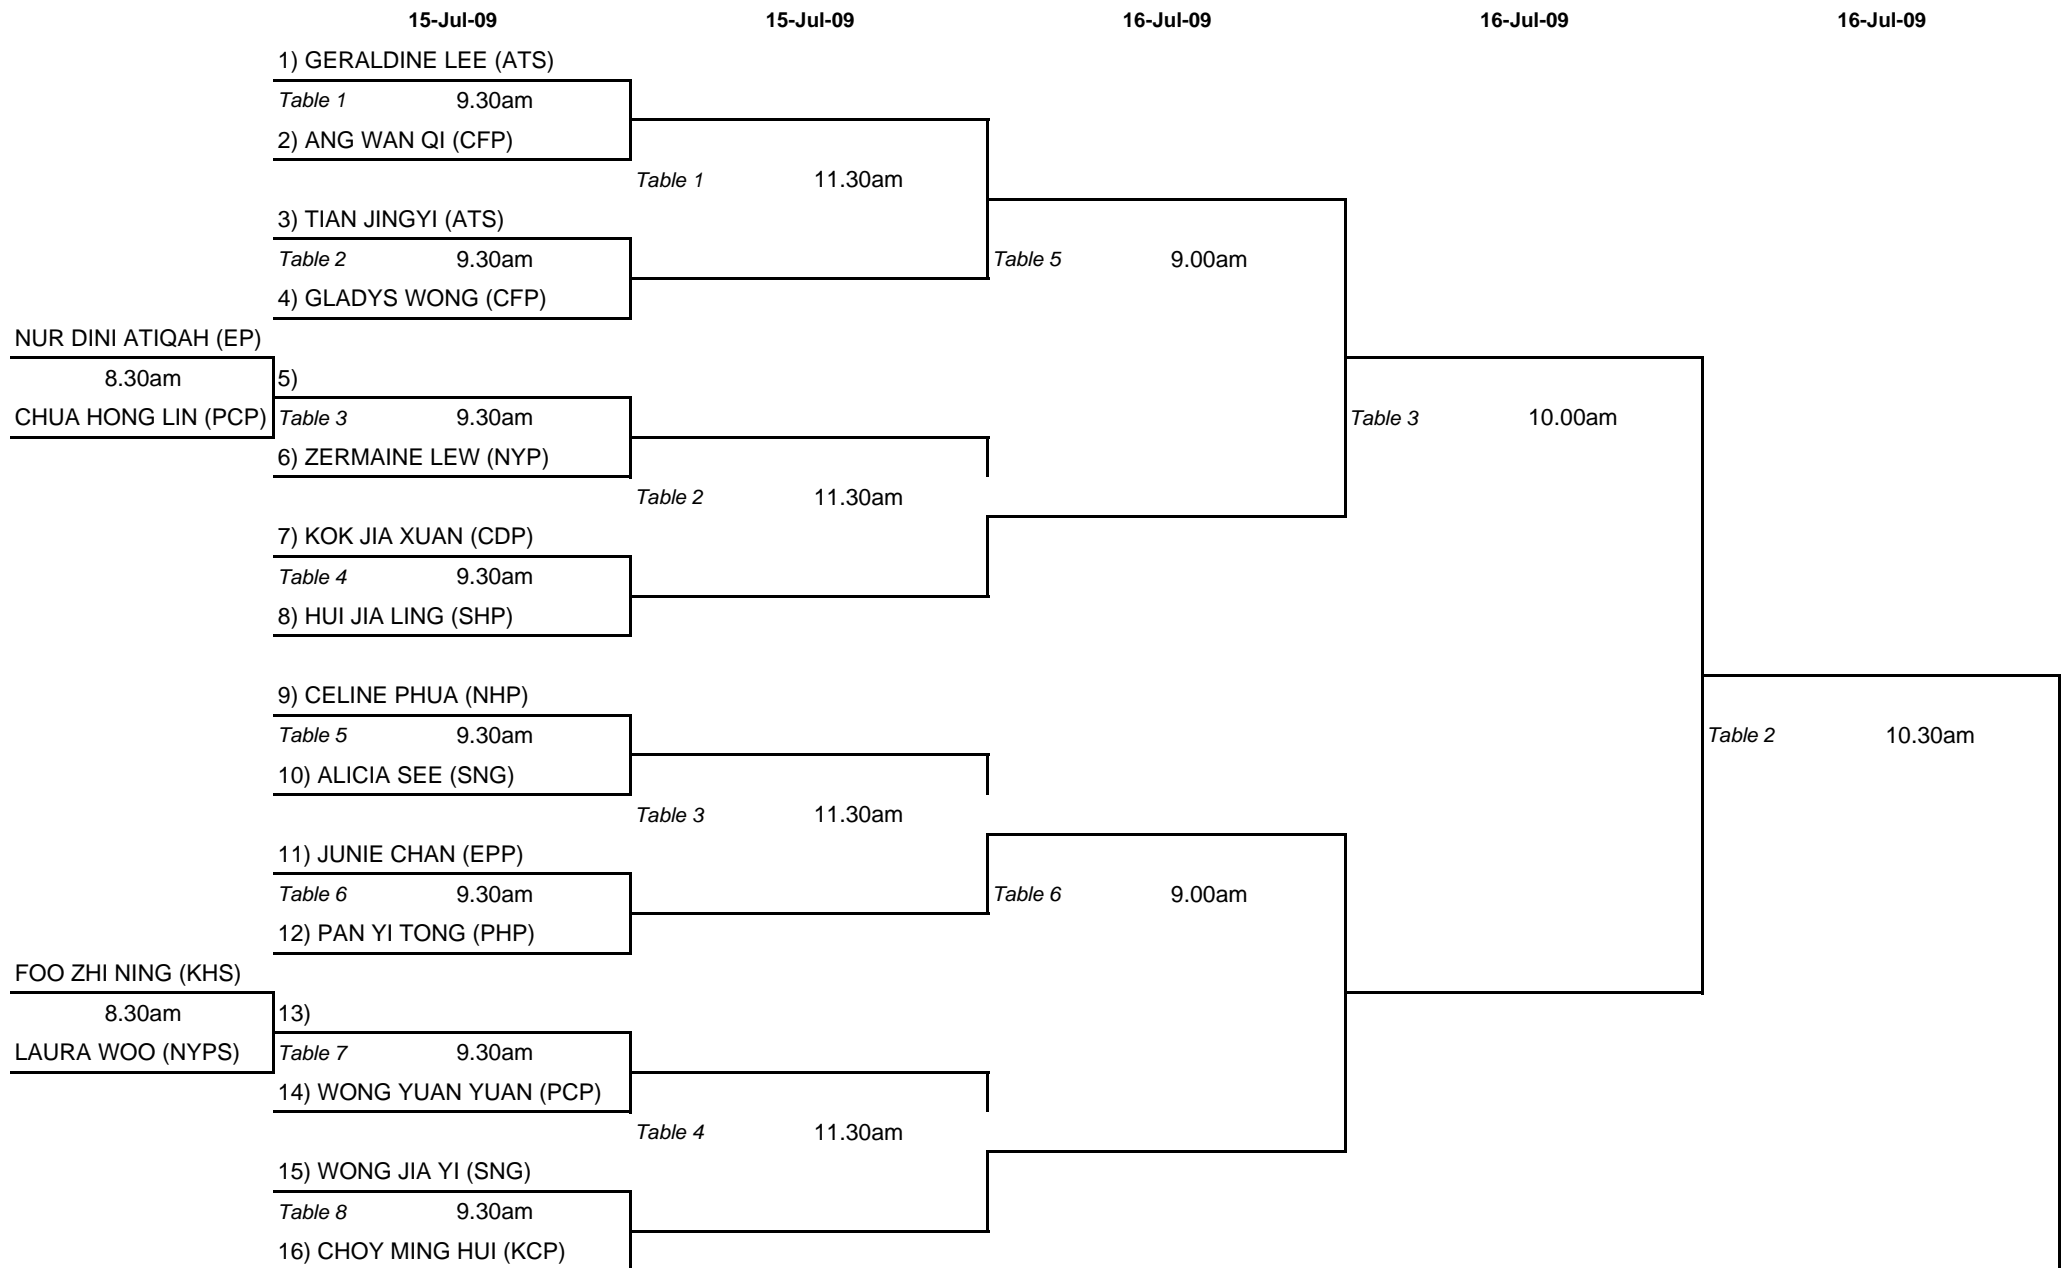 15-Jul-09 15-Jul-09 16-Jul-09 16-Jul-09 16-Jul-09
1) GERALDINE LEE (ATS)
Table 1 9.30am
2) ANG WAN QI (CFP)
Table 1 11.30am
3) TIAN JINGYI (ATS)
Table 2 9.30am Table 5 9.00am
4) GLADYS WONG (CFP)
NUR DINI ATIQAH (EP)
8.30am 5)
CHUA HONG LIN (PCP) Table 3 9.30am Table 3 10.00am
6) ZERMAINE LEW (NYP)
Table 2 11.30am
7) KOK JIA XUAN (CDP)
Table 4 9.30am
8) HUI JIA LING (SHP)
9) CELINE PHUA (NHP)
Table 5 9.30am Table 2 10.30am
10) ALICIA SEE (SNG)
Table 3 11.30am
11) JUNIE CHAN (EPP)
Table 6 9.30am Table 6 9.00am
12) PAN YI TONG (PHP)
FOO ZHI NING (KHS)
8.30am 13)
LAURA WOO (NYPS) Table 7 9.30am
14) WONG YUAN YUAN (PCP)
Table 4 11.30am
15) WONG JIA YI (SNG)
Table 8 9.30am
16) CHOY MING HUI (KCP)